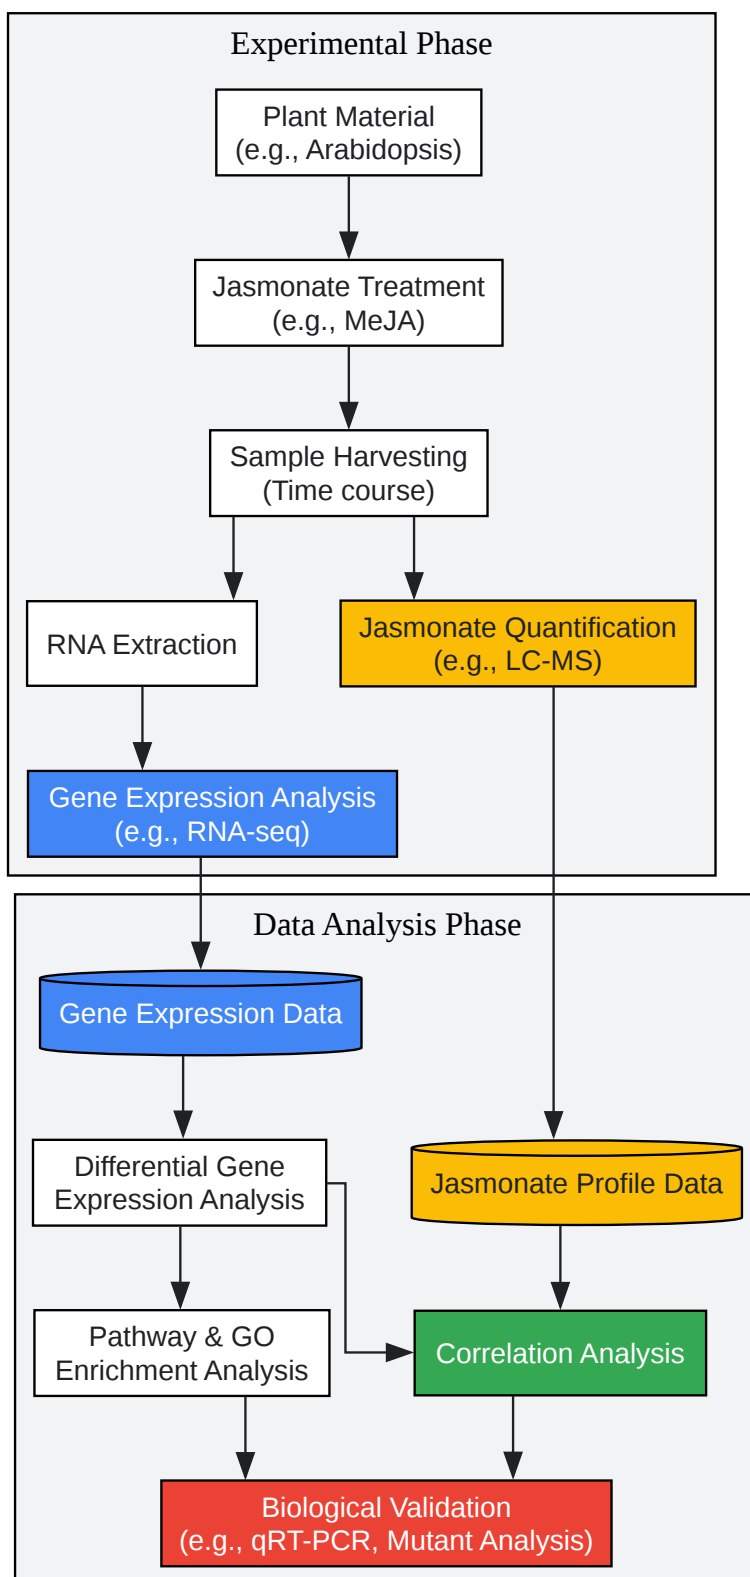 Experimental Phase
Plant Material
(e.g., Arabidopsis)
Jasmonate Treatment
(e.g., MeJA)
Sample Harvesting
(Time course)
RNA Extraction
Jasmonate Quantification
(e.g., LC-MS)
Gene Expression Analysis
(e.g., RNA-seq)
Data Analysis Phase
Gene Expression Data
Differential Gene
Expression Analysis
Jasmonate Profile Data
Pathway & GO
Enrichment Analysis
Correlation Analysis
Biological Validation
(e.g., qRT-PCR, Mutant Analysis)